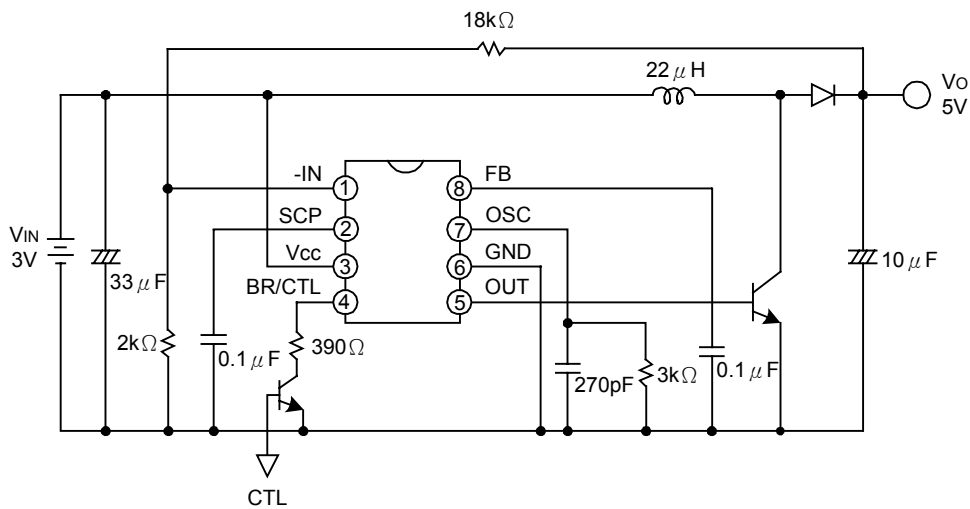 18kΩ
22μH
VO
5V
-IN
1
8
FB
SCP
2
7
OSC
VIN
3V
Vcc
3
6
GND
33μF
10μF
BR/CTL
4
5
OUT
2kΩ
0.1μF
390Ω
270pF
3kΩ
0.1μF
CTL